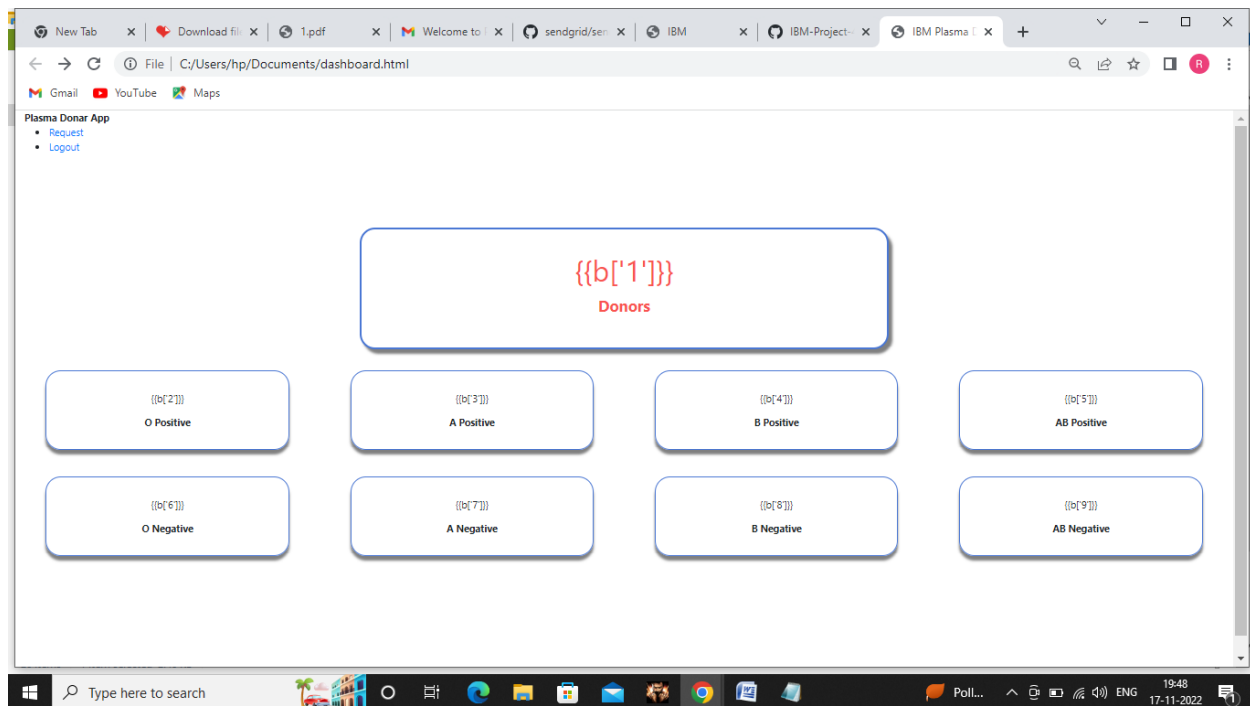 New Tab
Download fil
1.pdf
M Welcome to
sendgrid/sen
IBM
IBM-Project-
IBM Plasma
File | C:/Users/hp/Documents/dashboard.html
R
Gmail
YouTube
Maps
Plasma Donar App
• Request
• Logout
{{b['1']}}
Donors
{{b['2']}}
O Positive
{{b['3']}}
A Positive
{{b['4']}}
B Positive
{{b['5']}}
AB Positive
{{b['6']}}
O Negative
{{b['7']}}
A Negative
{{b['8']}}
B Negative
{{b['9']}}
AB Negative
Type here to search
Poll...
ENG
19:48
17-11-2022
1